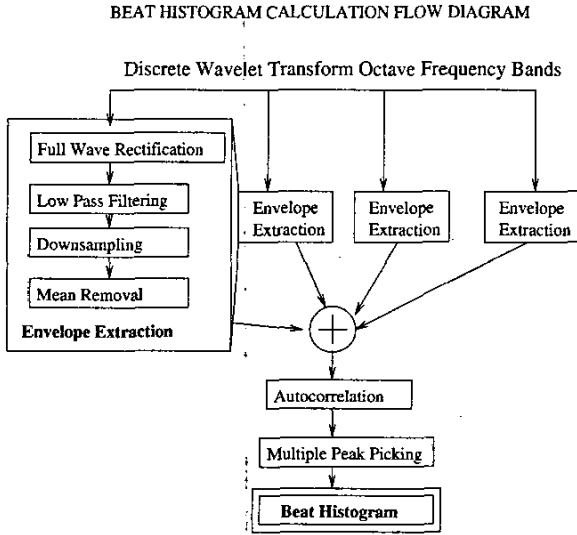 BEAT HISTOGRAM CALCULATION FLOW DIAGRAM
Discrete Wavelet Transform Octave Frequency Bands
Full Wave Rectification
Low Pass Filtering
Downsampling
Mean Removal
Envelope Extraction
Envelope
Extraction
Envelope
Extraction
Envelope
Extraction
Autocorrelation
Multiple Peak Picking
Beat Histogram